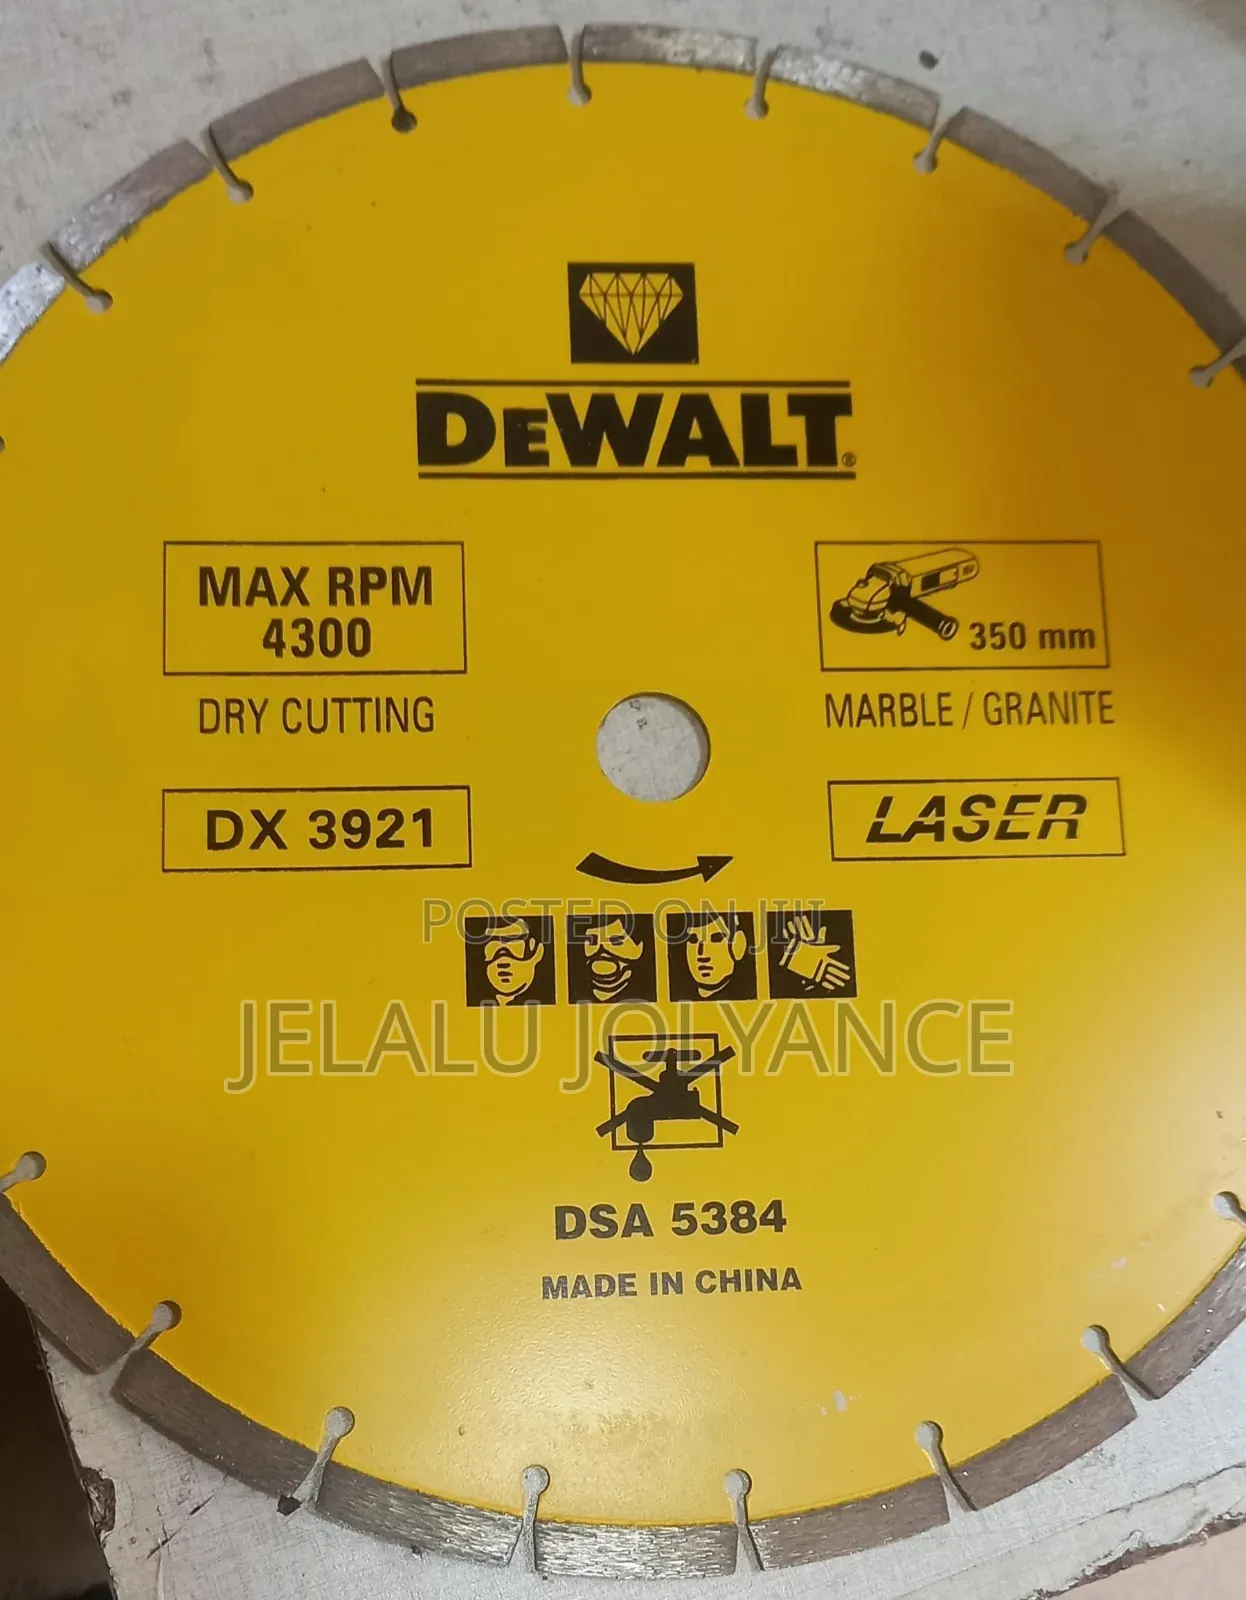 DEWALT®
MAX RPM
4300
350 mm
DRY CUTTING
MARBLE / GRANITE
DX 3921
LASER
POSTED ON JIJI
JELALU JOLYANCE
DSA 5384
MADE IN CHINA